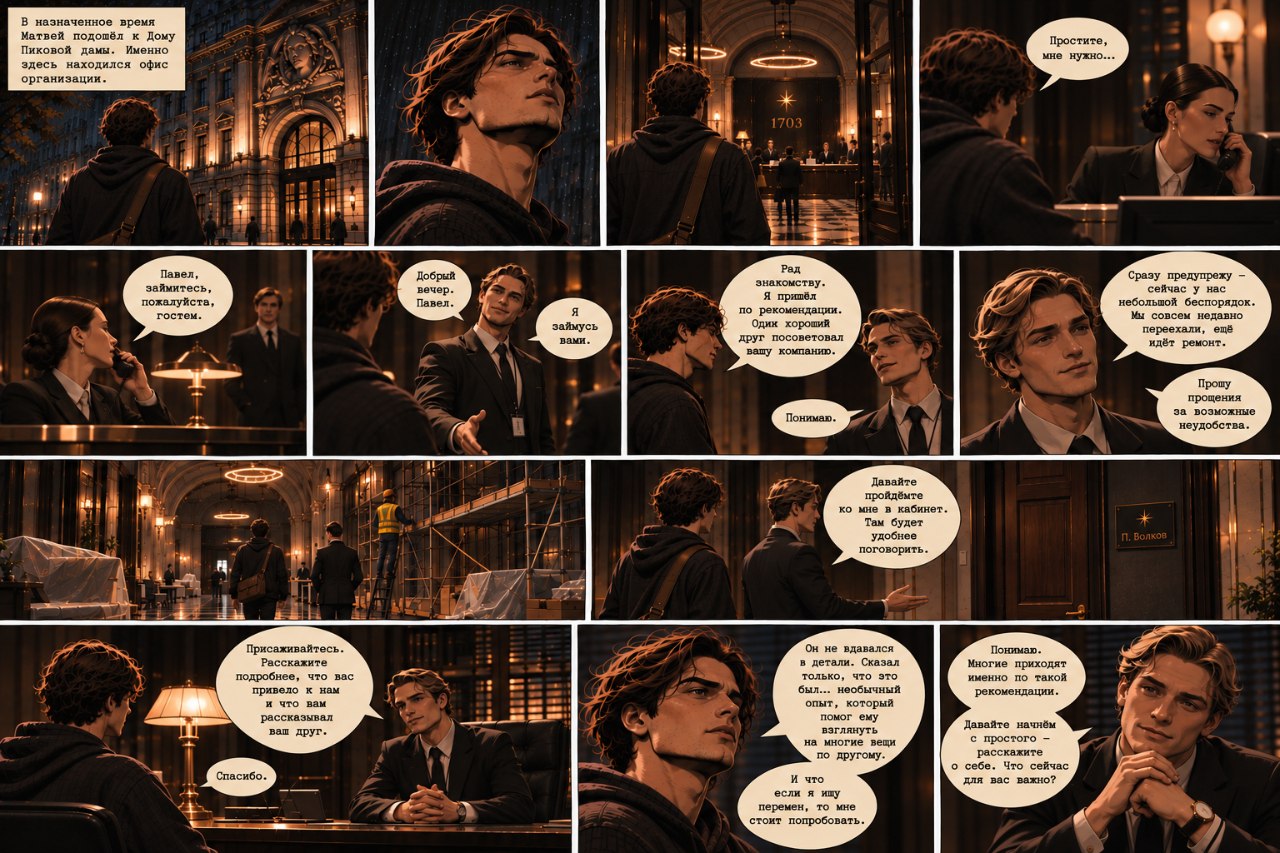 В назначенное время
Матвей подошёл к Дому
Пиковой дамы. Именно
здесь находился офис
организации.
1703
Простите,
мне нужно...
Павел,
займитесь,
пожалуйста,
гостем.
Добрый
вечер.
Павел.
Я
займусь
вами.
Рад
знакомству.
Я пришёл
по рекомендации.
Один хороший
друг посоветовал
вашу компанию.
Понимаю.
Сразу предупрежу –
сейчас у нас
небольшой беспорядок.
Мы совсем недавно
переехали, ещё
идёт ремонт.
Прошу
прощения
за возможные
неудобства.
Давайте
пройдёмте
ко мне в кабинет.
Там будет
удобнее
поговорить.
П. Волков
Присаживайтесь.
Расскажите
подробнее, что вас
привело к нам
и что вам
рассказывал
ваш друг.
Спасибо.
Он не вдавался
в детали. Сказал
только, что это
был... необычный
опыт, который
помог ему
взглянуть
на многие вещи
по другому.
И что
если я ищу
перемен, то мне
стоит попробовать.
Понимаю.
Многие приходят
именно по такой
рекомендации.
Давайте начнём
с простого –
расскажите
о себе. Что сейчас
для вас важно?